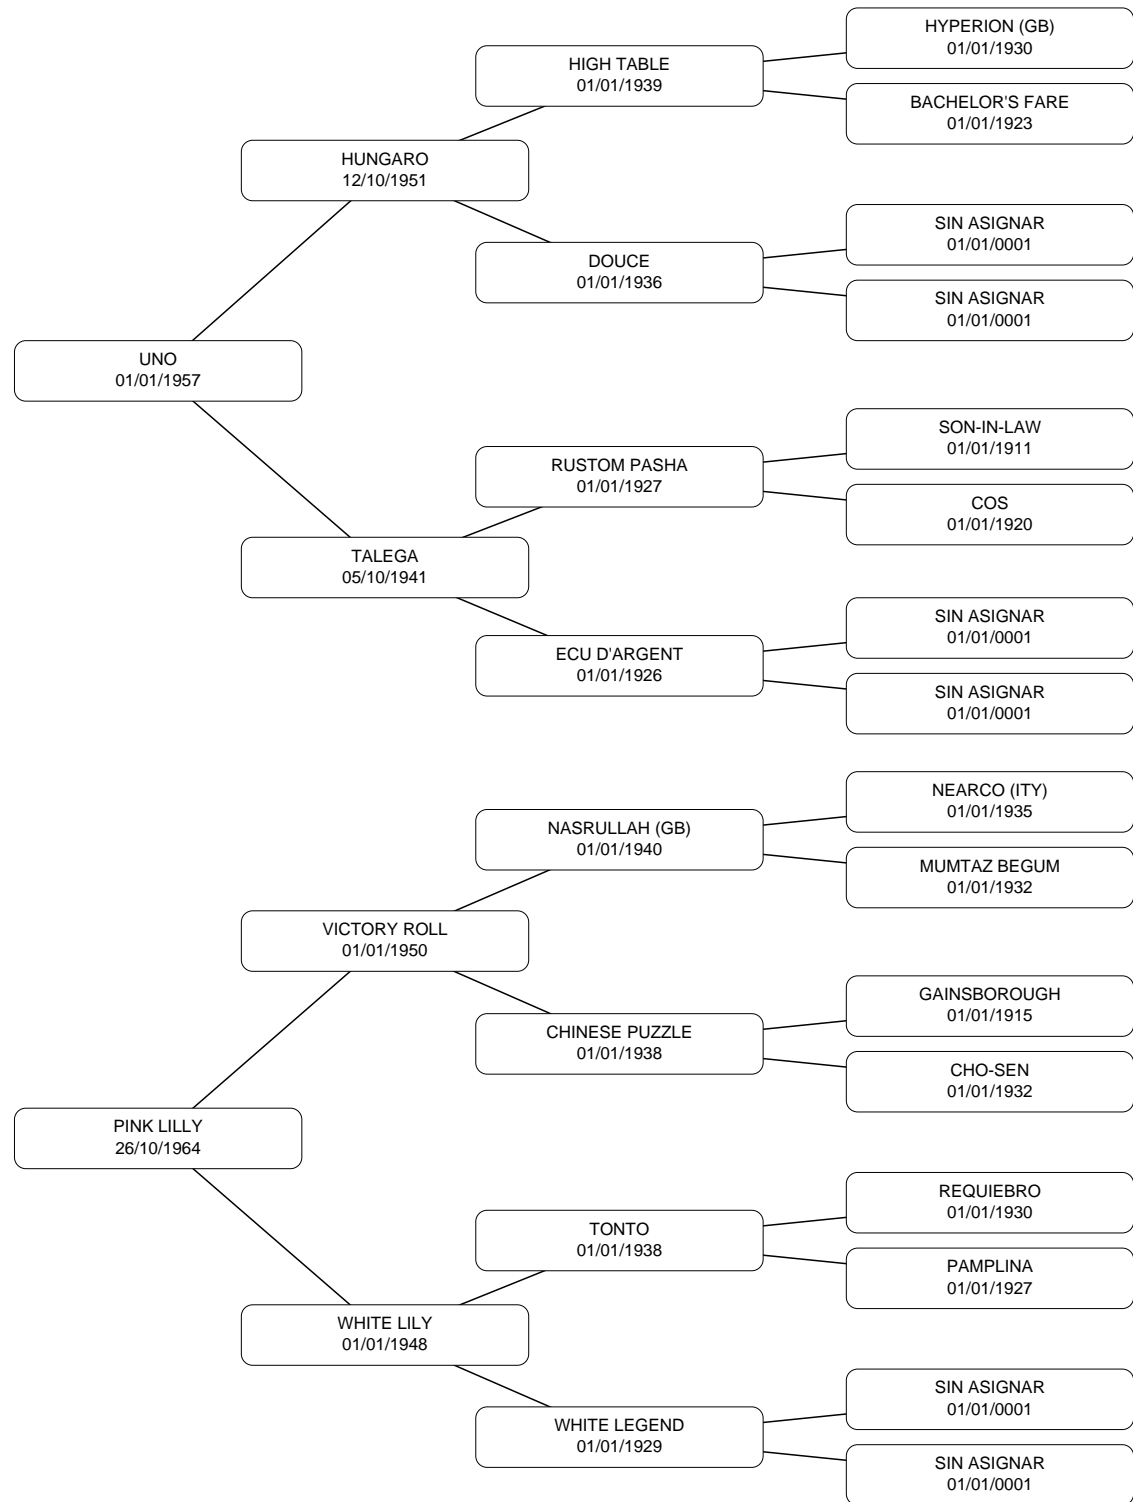 HYPERION (GB)
01/01/1930
HIGH TABLE
01/01/1939
BACHELOR'S FARE
01/01/1923
HUNGARO
12/10/1951
SIN ASIGNAR
01/01/0001
DOUCE
01/01/1936
SIN ASIGNAR
01/01/0001
UNO
01/01/1957
SON-IN-LAW
01/01/1911
RUSTOM PASHA
01/01/1927
COS
01/01/1920
TALEGA
05/10/1941
SIN ASIGNAR
01/01/0001
ECU D'ARGENT
01/01/1926
SIN ASIGNAR
01/01/0001
NEARCO (ITY)
01/01/1935
NASRULLAH (GB)
01/01/1940
MUMTAZ BEGUM
01/01/1932
VICTORY ROLL
01/01/1950
GAINSBOROUGH
01/01/1915
CHINESE PUZZLE
01/01/1938
CHO-SEN
01/01/1932
PINK LILLY
26/10/1964
REQUIEBRO
01/01/1930
TONTO
01/01/1938
PAMPLINA
01/01/1927
WHITE LILY
01/01/1948
SIN ASIGNAR
01/01/0001
WHITE LEGEND
01/01/1929
SIN ASIGNAR
01/01/0001